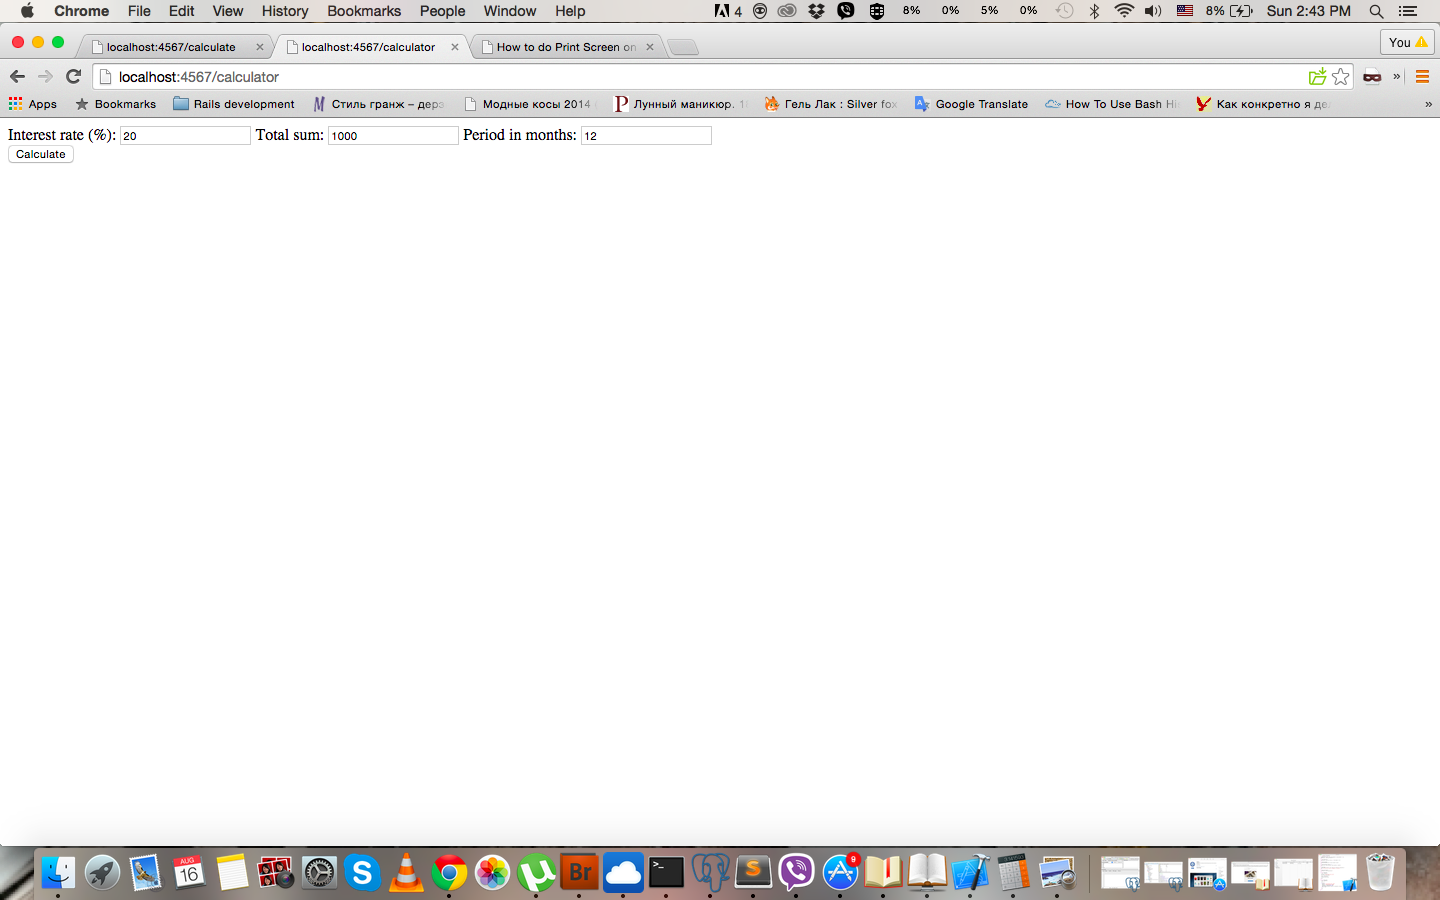 Chrome File Edit View History Bookmarks People Window Help 4 8% 0% 5% 0% 8% Sun 2:43 PM
localhost:4567/calculate localhost:4567/calculator How to do Print Screen on You
localhost:4567/calculator »
Apps Bookmarks Rails development Стиль гранж – дерз Модные косы 2014 Лунный маникюр. Гель Лак : Silver fox Google Translate How To Use Bash Hi Как конкретно я де »
Interest rate (%): 20 Total sum: 1000 Period in months: 12
Calculate
AUG
16
Br
>_
9